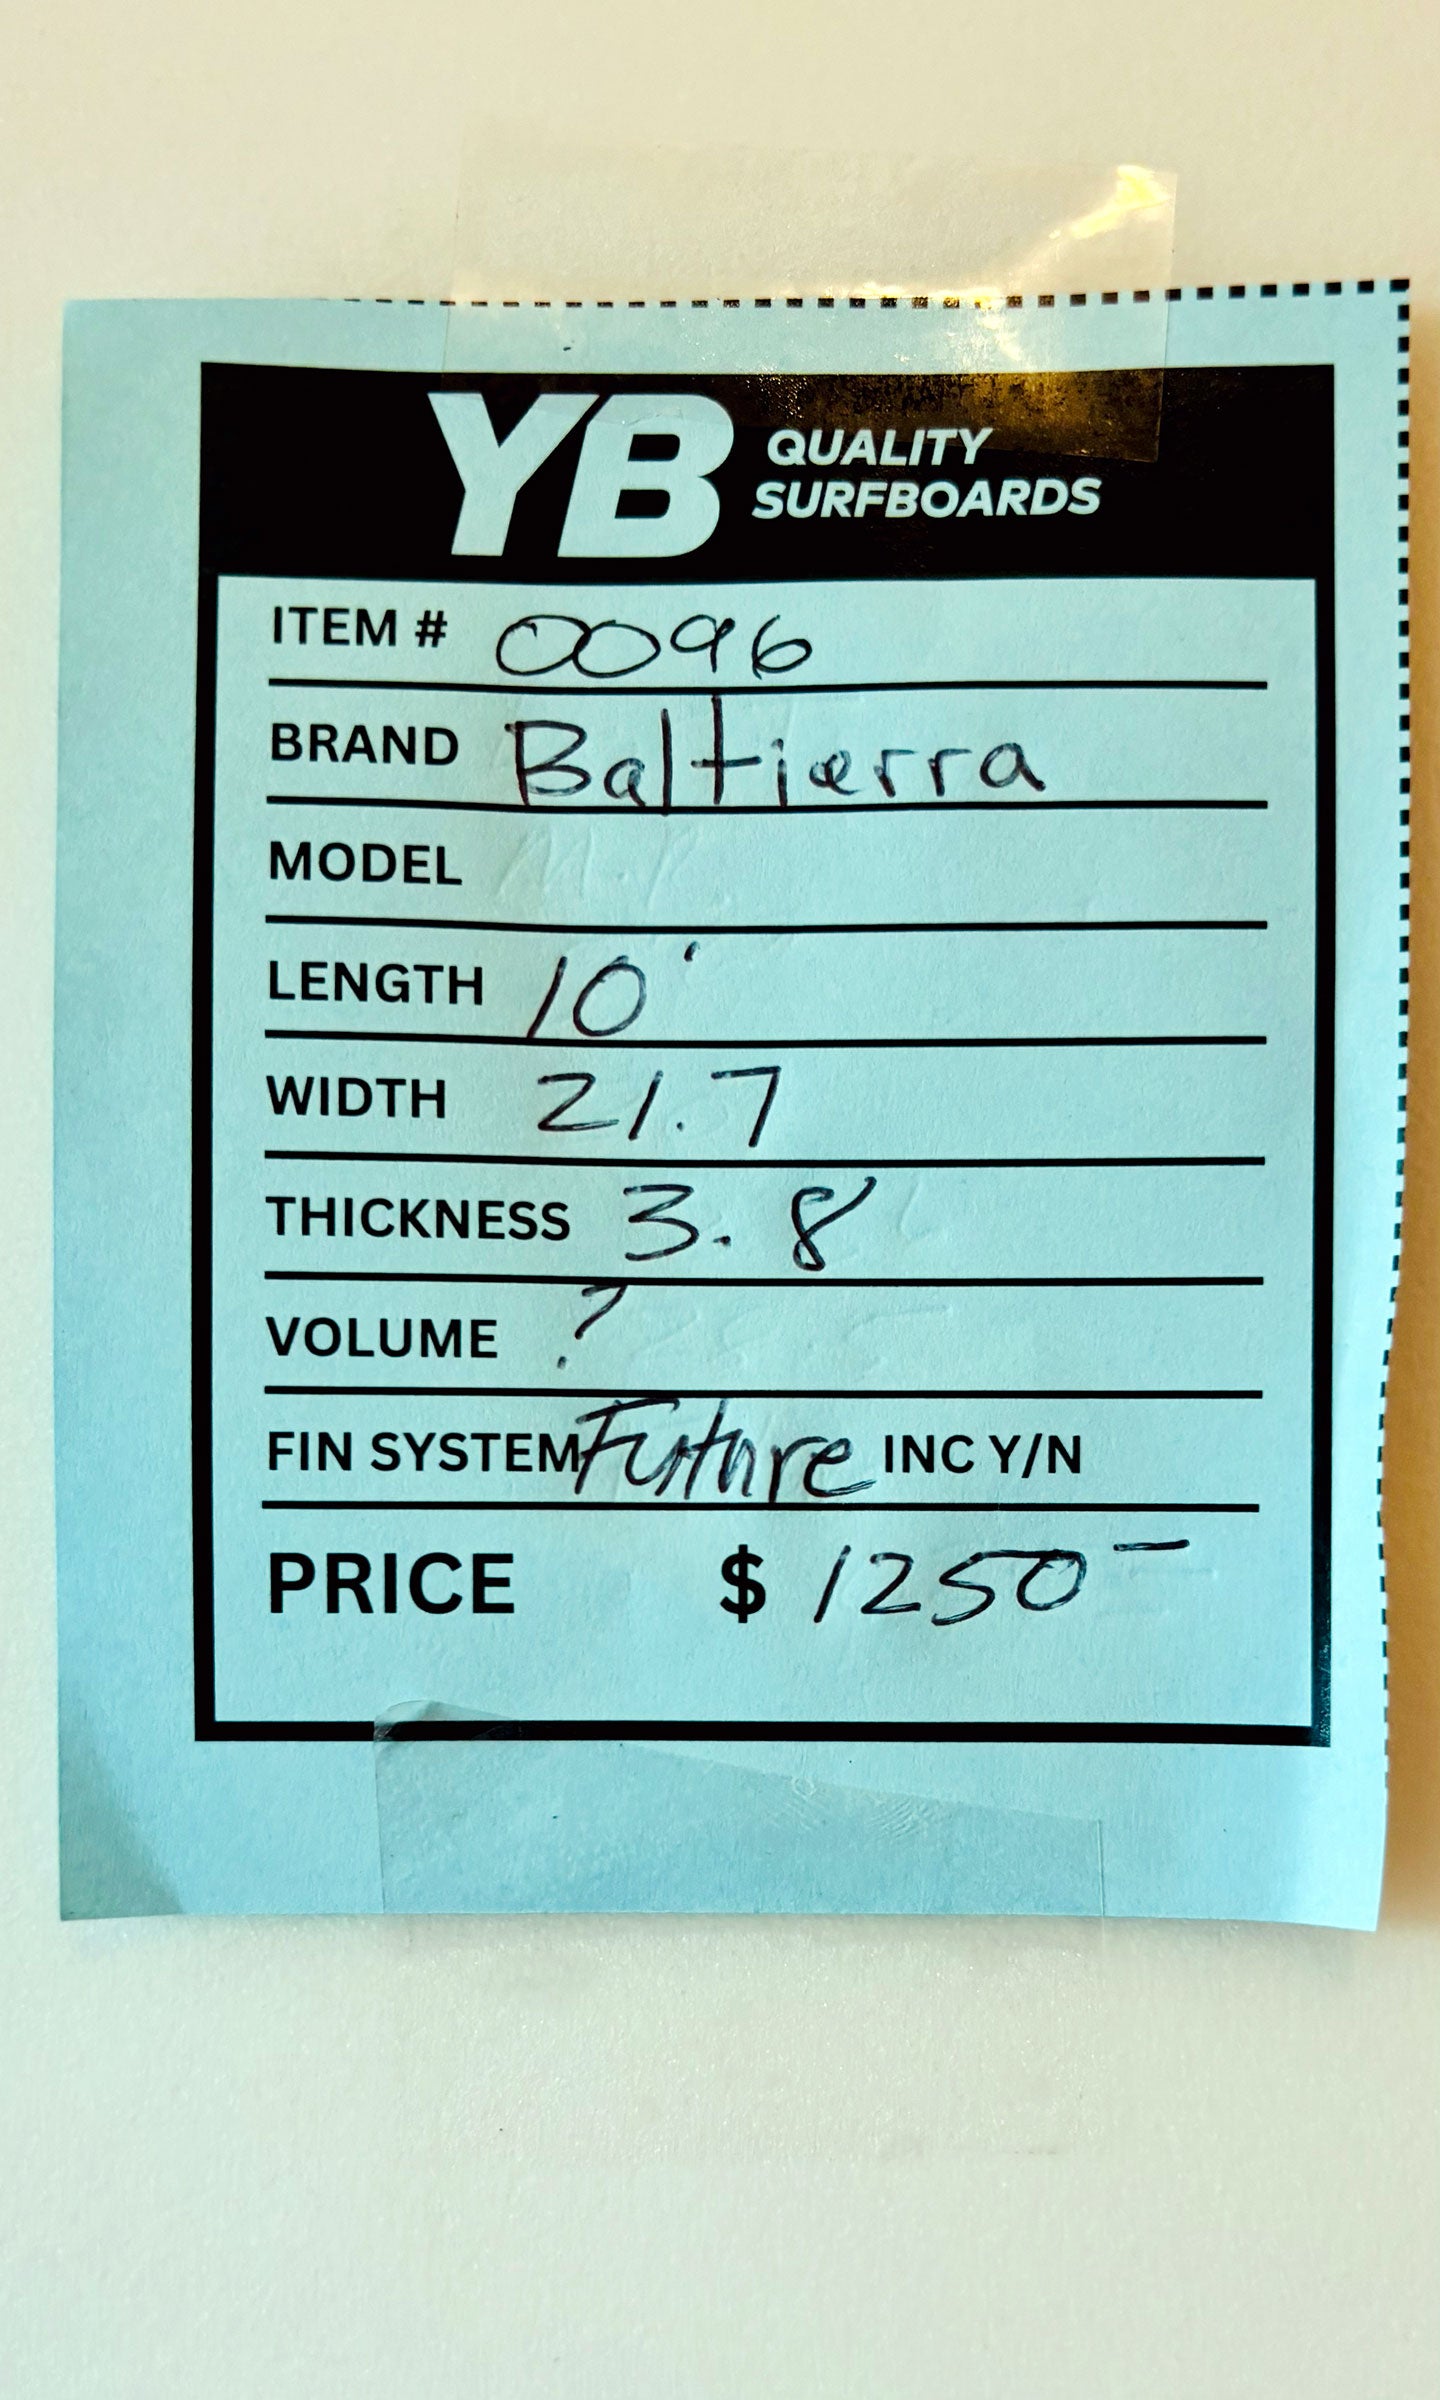 YB QUALITY
SURFBOARDS
ITEM # 0096
BRAND Baltierra
MODEL
LENGTH 10'
WIDTH 21.7
THICKNESS 3.8
VOLUME ?
FIN SYSTEM Future INC Y/N
PRICE $ 1250-